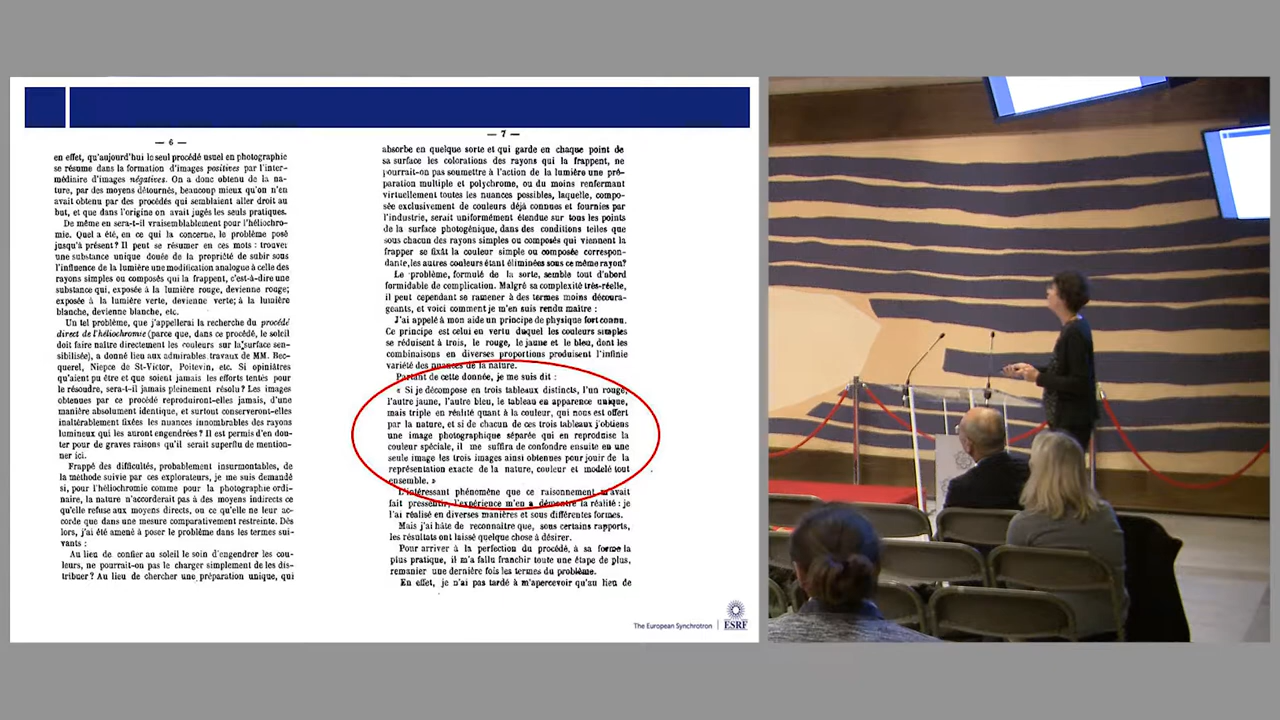 — 6 —
en effet, qu'aujourd'hui le seul procédé usuel en photographie
se résume dans la formation d'images positives par l'inter-
médiaire d'images négatives. On a donc obtenu de la na-
ture, par des moyens détournés, beaucoup mieux qu'on n'en
avait obtenu par des procédés qui semblaient aller droit au
but, et que dans l'origine on avait jugés les seuls pratiques.
De même en sera-t-il vraisemblablement pour l'héliochro-
mie. Quel a été, en ce qui la concerne, le problème posé
jusqu'à présent? Il peut se résumer en ces mots : trouver
une substance unique douée de la propriété de subir sous
l'influence de la lumière une modification analogue à celle des
rayons simples ou composés qui la frappent, c'est-à-dire une
substance qui, exposée à la lumière rouge, devienne rouge;
exposée à la lumière verte, devienne verte; à la lumière
blanche, devienne blanche, etc.
Un tel problème, que j'appellerai la recherche du procédé
direct de l'héliochromie (parce que, dans ce procédé, le soleil
doit faire naître directement les couleurs sur la surface sen-
sibilisée), a donné lieu aux admirables travaux de MM. Bec-
querel, Niepce de St-Victor, Poitevin, etc. Si opiniâtres
qu'aient pu être et que soient jamais les efforts tentés pour
le résoudre, sera-t-il jamais pleinement résolu? Les images
obtenues par ce procédé reproduiront-elles jamais, d'une
manière absolument identique, et surtout conserveront-elles
inaltérablement fixées les nuances innombrables des rayons
lumineux qui les auront engendrées? Il est permis d'en dou-
ter pour de graves raisons qu'il serait superflu de mention-
ner ici.
Frappé des difficultés, probablement insurmontables, de
la méthode suivie par ces explorateurs, je me suis demandé
si, pour l'héliochromie comme pour la photographie ordi-
naire, la nature n'accorderait pas à des moyens indirects ce
qu'elle refuse aux moyens directs, ou ce qu'elle ne leur ac-
corde que dans une mesure comparativement restreinte. Dès
lors, j'ai été amené à poser le problème dans les termes sui-
vants :
Au lieu de confier au soleil le soin d'engendrer les cou-
leurs, ne pourrait-on pas le charger simplement de les dis-
tribuer? Au lieu de chercher une préparation unique, qui
— 7 —
absorbe en quelque sorte et qui garde en chaque point de
sa surface les colorations des rayons qui la frappent, ne
pourrait-on pas soumettre à l'action de la lumière une pré-
paration multiple et polychrome, ou du moins renfermant
virtuellement toutes les nuances possibles, laquelle, compo-
sée exclusivement de couleurs déjà connues et fournies par
l'industrie, serait uniformément étendue sur tous les points
de la surface photogénique, dans des conditions telles que
sous chacun des rayons simples ou composés qui viennent la
frapper se fixât la couleur simple ou composée correspon-
dante, les autres couleurs étant éliminées sous ce même rayon?
Le problème, formulé de la sorte, semble tout d'abord
formidable de complication. Malgré sa complexité très-réelle,
il peut cependant se ramener à des termes moins découra-
geants, et voici comment je m'en suis rendu maître :
J'ai appelé à mon aide un principe de physique fort connu.
Ce principe est celui en vertu duquel les couleurs simples
se réduisent à trois, le rouge, le jaune et le bleu, dont les
combinaisons en diverses proportions produisent l'infinie
variété des nuances de la nature.
Partant de cette donnée, je me suis dit :
« Si je décompose en trois tableaux distincts, l'un rouge,
l'autre jaune, l'autre bleu, le tableau en apparence unique,
mais triple en réalité quant à la couleur, qui nous est offert
par la nature, et si de chacun de ces trois tableaux j'obtiens
une image photographique séparée qui en reproduise la
couleur spéciale, il me suffira de confondre ensuite en une
seule image les trois images ainsi obtenues pour jouir de la
représentation exacte de la nature, couleur et modelé tout
ensemble. »
L'intéressant phénomène que ce raisonnement m'avait
fait pressentir, l'expérience m'en a démontré la réalité : je
l'ai réalisé en diverses manières et sous différentes formes.
Mais j'ai hâte de reconnaître que, sous certains rapports,
les résultats ont laissé quelque chose à désirer.
Pour arriver à la perfection du procédé, à sa forme la
plus pratique, il m'a fallu franchir toute une étape de plus,
remanier une dernière fois les termes du problème.
En effet, je n'ai pas tardé à m'apercevoir qu'au lieu de
The European Synchrotron
ESRF